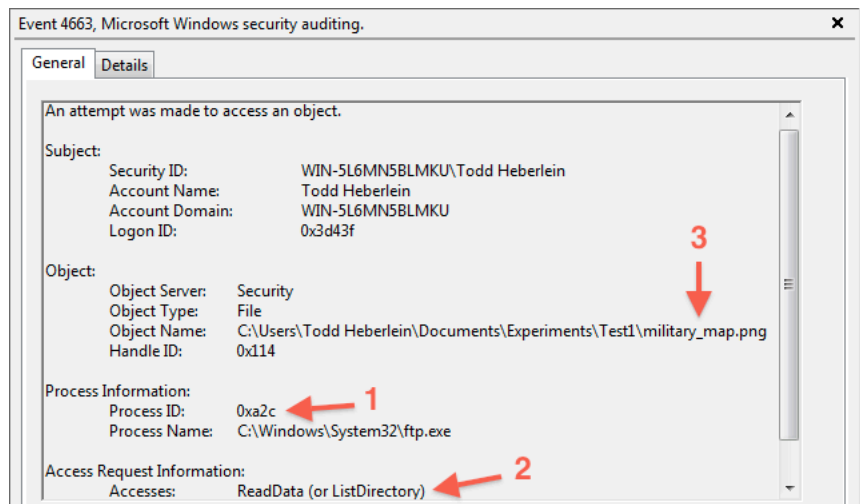 Event 4663, Microsoft Windows security auditing.
x
General Details
An attempt was made to access an object.
Subject:
Security ID: WIN-5L6MN5BLMKU\Todd Heberlein
Account Name: Todd Heberlein
Account Domain: WIN-5L6MN5BLMKU
Logon ID: 0x3d43f
3
Object:
Object Server: Security
Object Type: File
Object Name: C:\Users\Todd Heberlein\Documents\Experiments\Test1\military_map.png
Handle ID: 0x114
Process Information:
Process ID: 0xa2c 1
Process Name: C:\Windows\System32\ftp.exe
Access Request Information: 2
Accesses: ReadData (or ListDirectory)